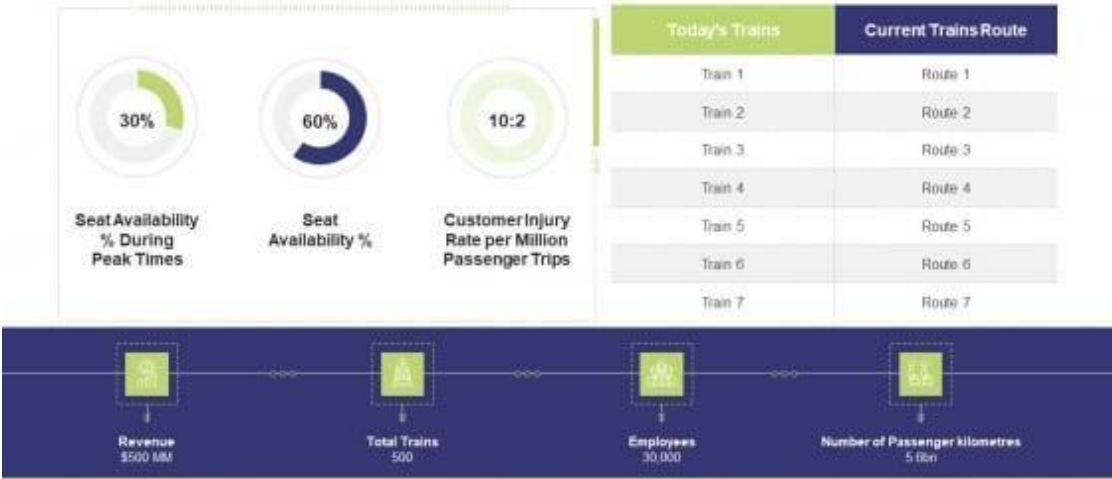 30%
60%
10:2
Seat Availability
% During
Peak Times
Seat
Availability %
Customer Injury
Rate per Million
Passenger Trips
Today's Trains Current Trains Route
Train 1 Route 1
Train 2 Route 2
Train 3 Route 3
Train 4 Route 4
Train 5 Route 5
Train 6 Route 6
Train 7 Route 7
Revenue
$500 MM
Total Trains
500
Employees
30,000
Number of Passenger kilometres
5.6bn